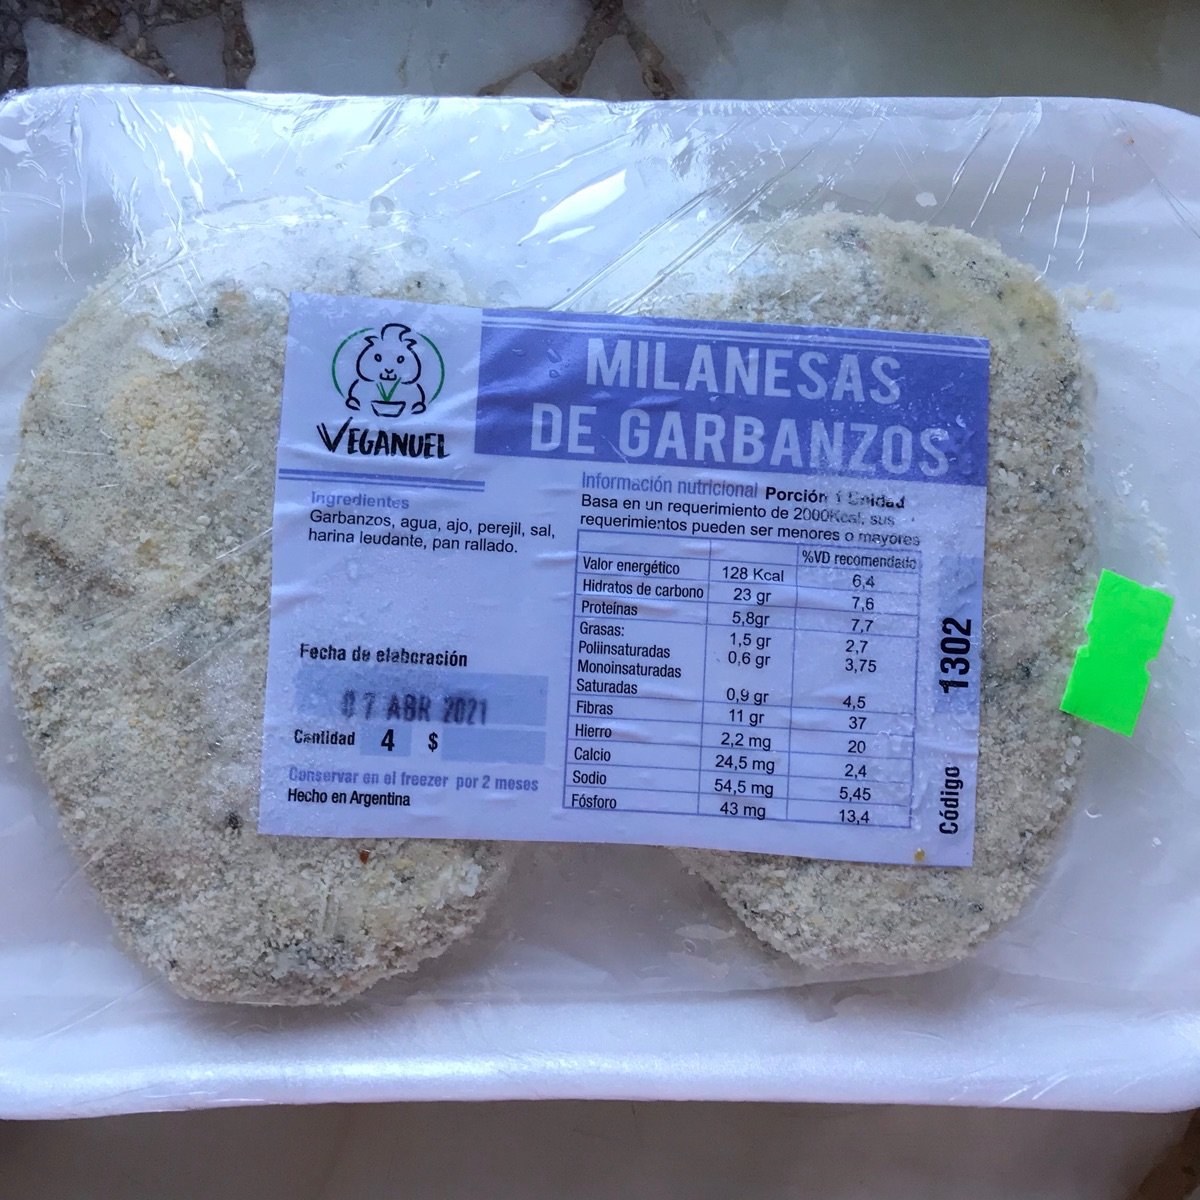 VEGANUEL
MILANESAS
DE GARBANZOS
Ingredientes
Garbanzos, agua, ajo, perejil, sal,
harina leudante, pan rallado.
Fecha de elaboración
07 ABR 2021
Cantidad 4 $
Conservar en el freezer por 2 meses
Hecho en Argentina
Información nutricional Porción 1 Unidad
Basa en un requerimiento de 2000Kcal, sus
requerimientos pueden ser menores o mayores
%VD recomendado
Valor energético 128 Kcal 6,4
Hidratos de carbono 23 gr 7,6
Proteínas 5,8gr 7,7
Grasas: 1,5 gr 2,7
Poliinsaturadas 0,6 gr 3,75
Monoinsaturadas
Saturadas 0,9 gr 4,5
Fibras 11 gr 37
Hierro 2,2 mg 20
Calcio 24,5 mg 2,4
Sodio 54,5 mg 5,45
Fósforo 43 mg 13,4
Código 1302